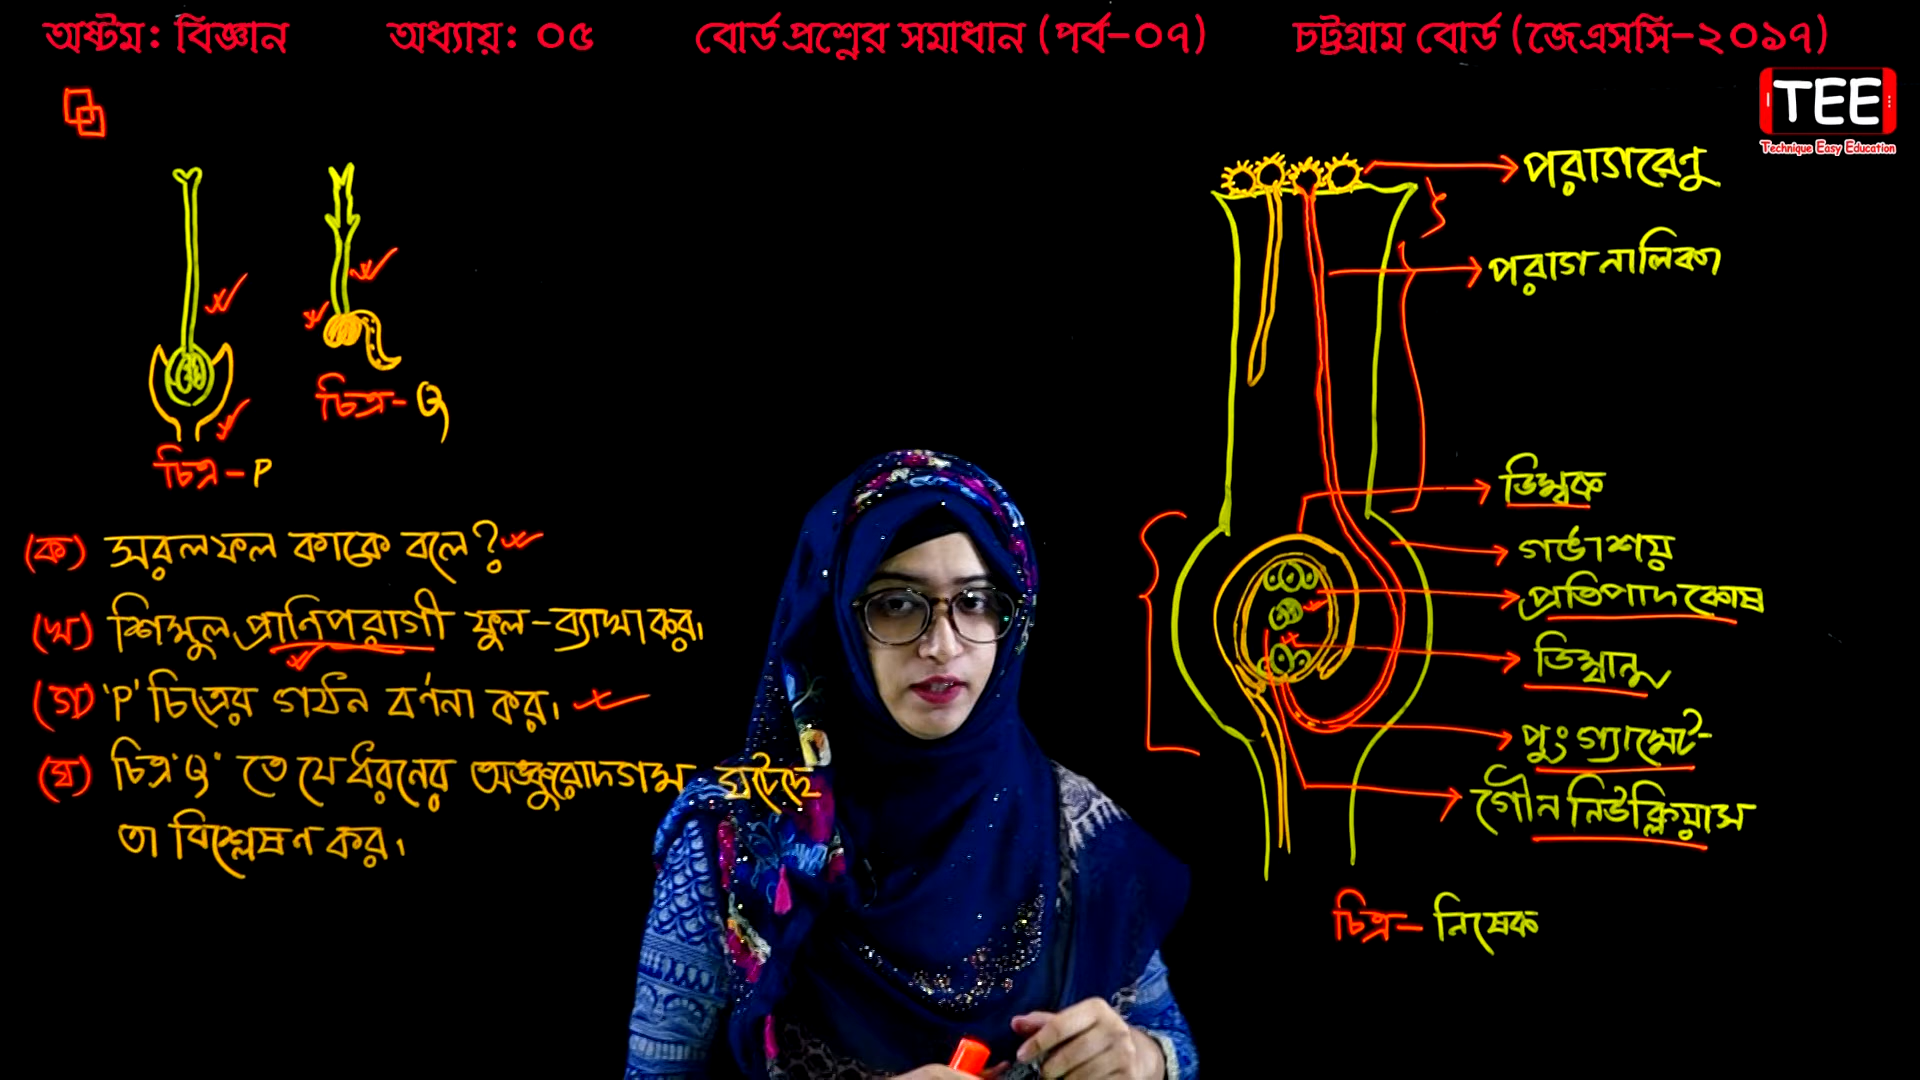 অষ্টম: বিজ্ঞান অধ্যায়: ০৫ বোর্ড প্রশ্নের সমাধান (পর্ব-০৭) চট্টগ্রাম বোর্ড (জেএসসি-২০১৭)
TEE
Technique Easy Education
চিত্র-P
চিত্র-Q
(ক) সরলফল কাকে বলে?
(খ) শিমুল প্রানিপরাগী ফুল-ব্যাখা কর।
(গ) 'P' চিত্রের গঠন বর্ণনা কর।
(ঘ) চিত্র 'Q' তে যে ধরনের অঙ্কুরোদগম ঘটেছে
তা বিশ্লেষণ কর।
পরাগরেণু
পরাগ নালিকা
ডিম্বক
গর্ভাশয়
প্রতিপাদ কোষ
ডিম্বানু
পুং গ্যামেট
গৌন নিউক্লিয়াস
চিত্র- নিষেক